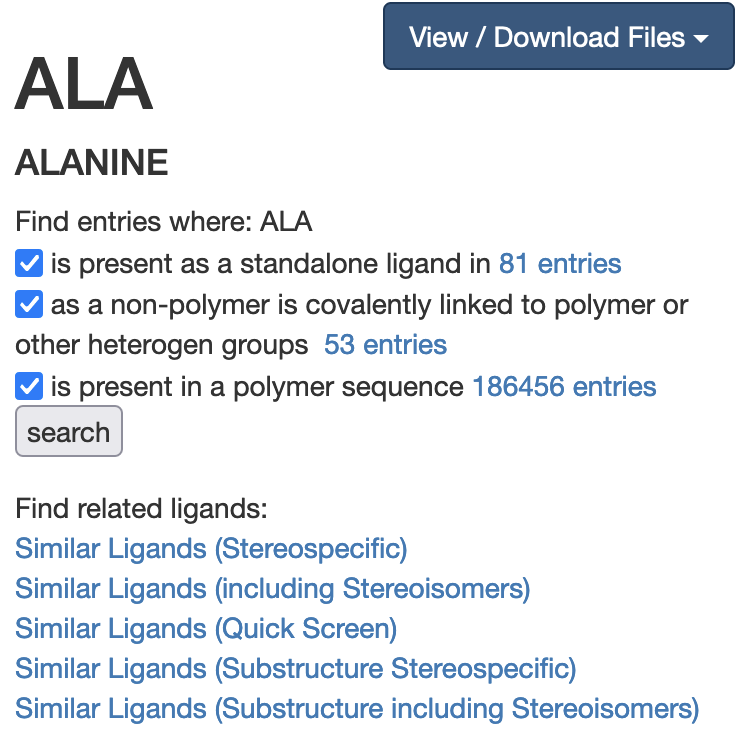 View / Download Files
ALA
ALANINE
Find entries where: ALA
is present as a standalone ligand in 81 entries
as a non-polymer is covalently linked to polymer or
other heterogen groups 53 entries
is present in a polymer sequence 186456 entries
search
Find related ligands:
Similar Ligands (Stereospecific)
Similar Ligands (including Stereoisomers)
Similar Ligands (Quick Screen)
Similar Ligands (Substructure Stereospecific)
Similar Ligands (Substructure including Stereoisomers)